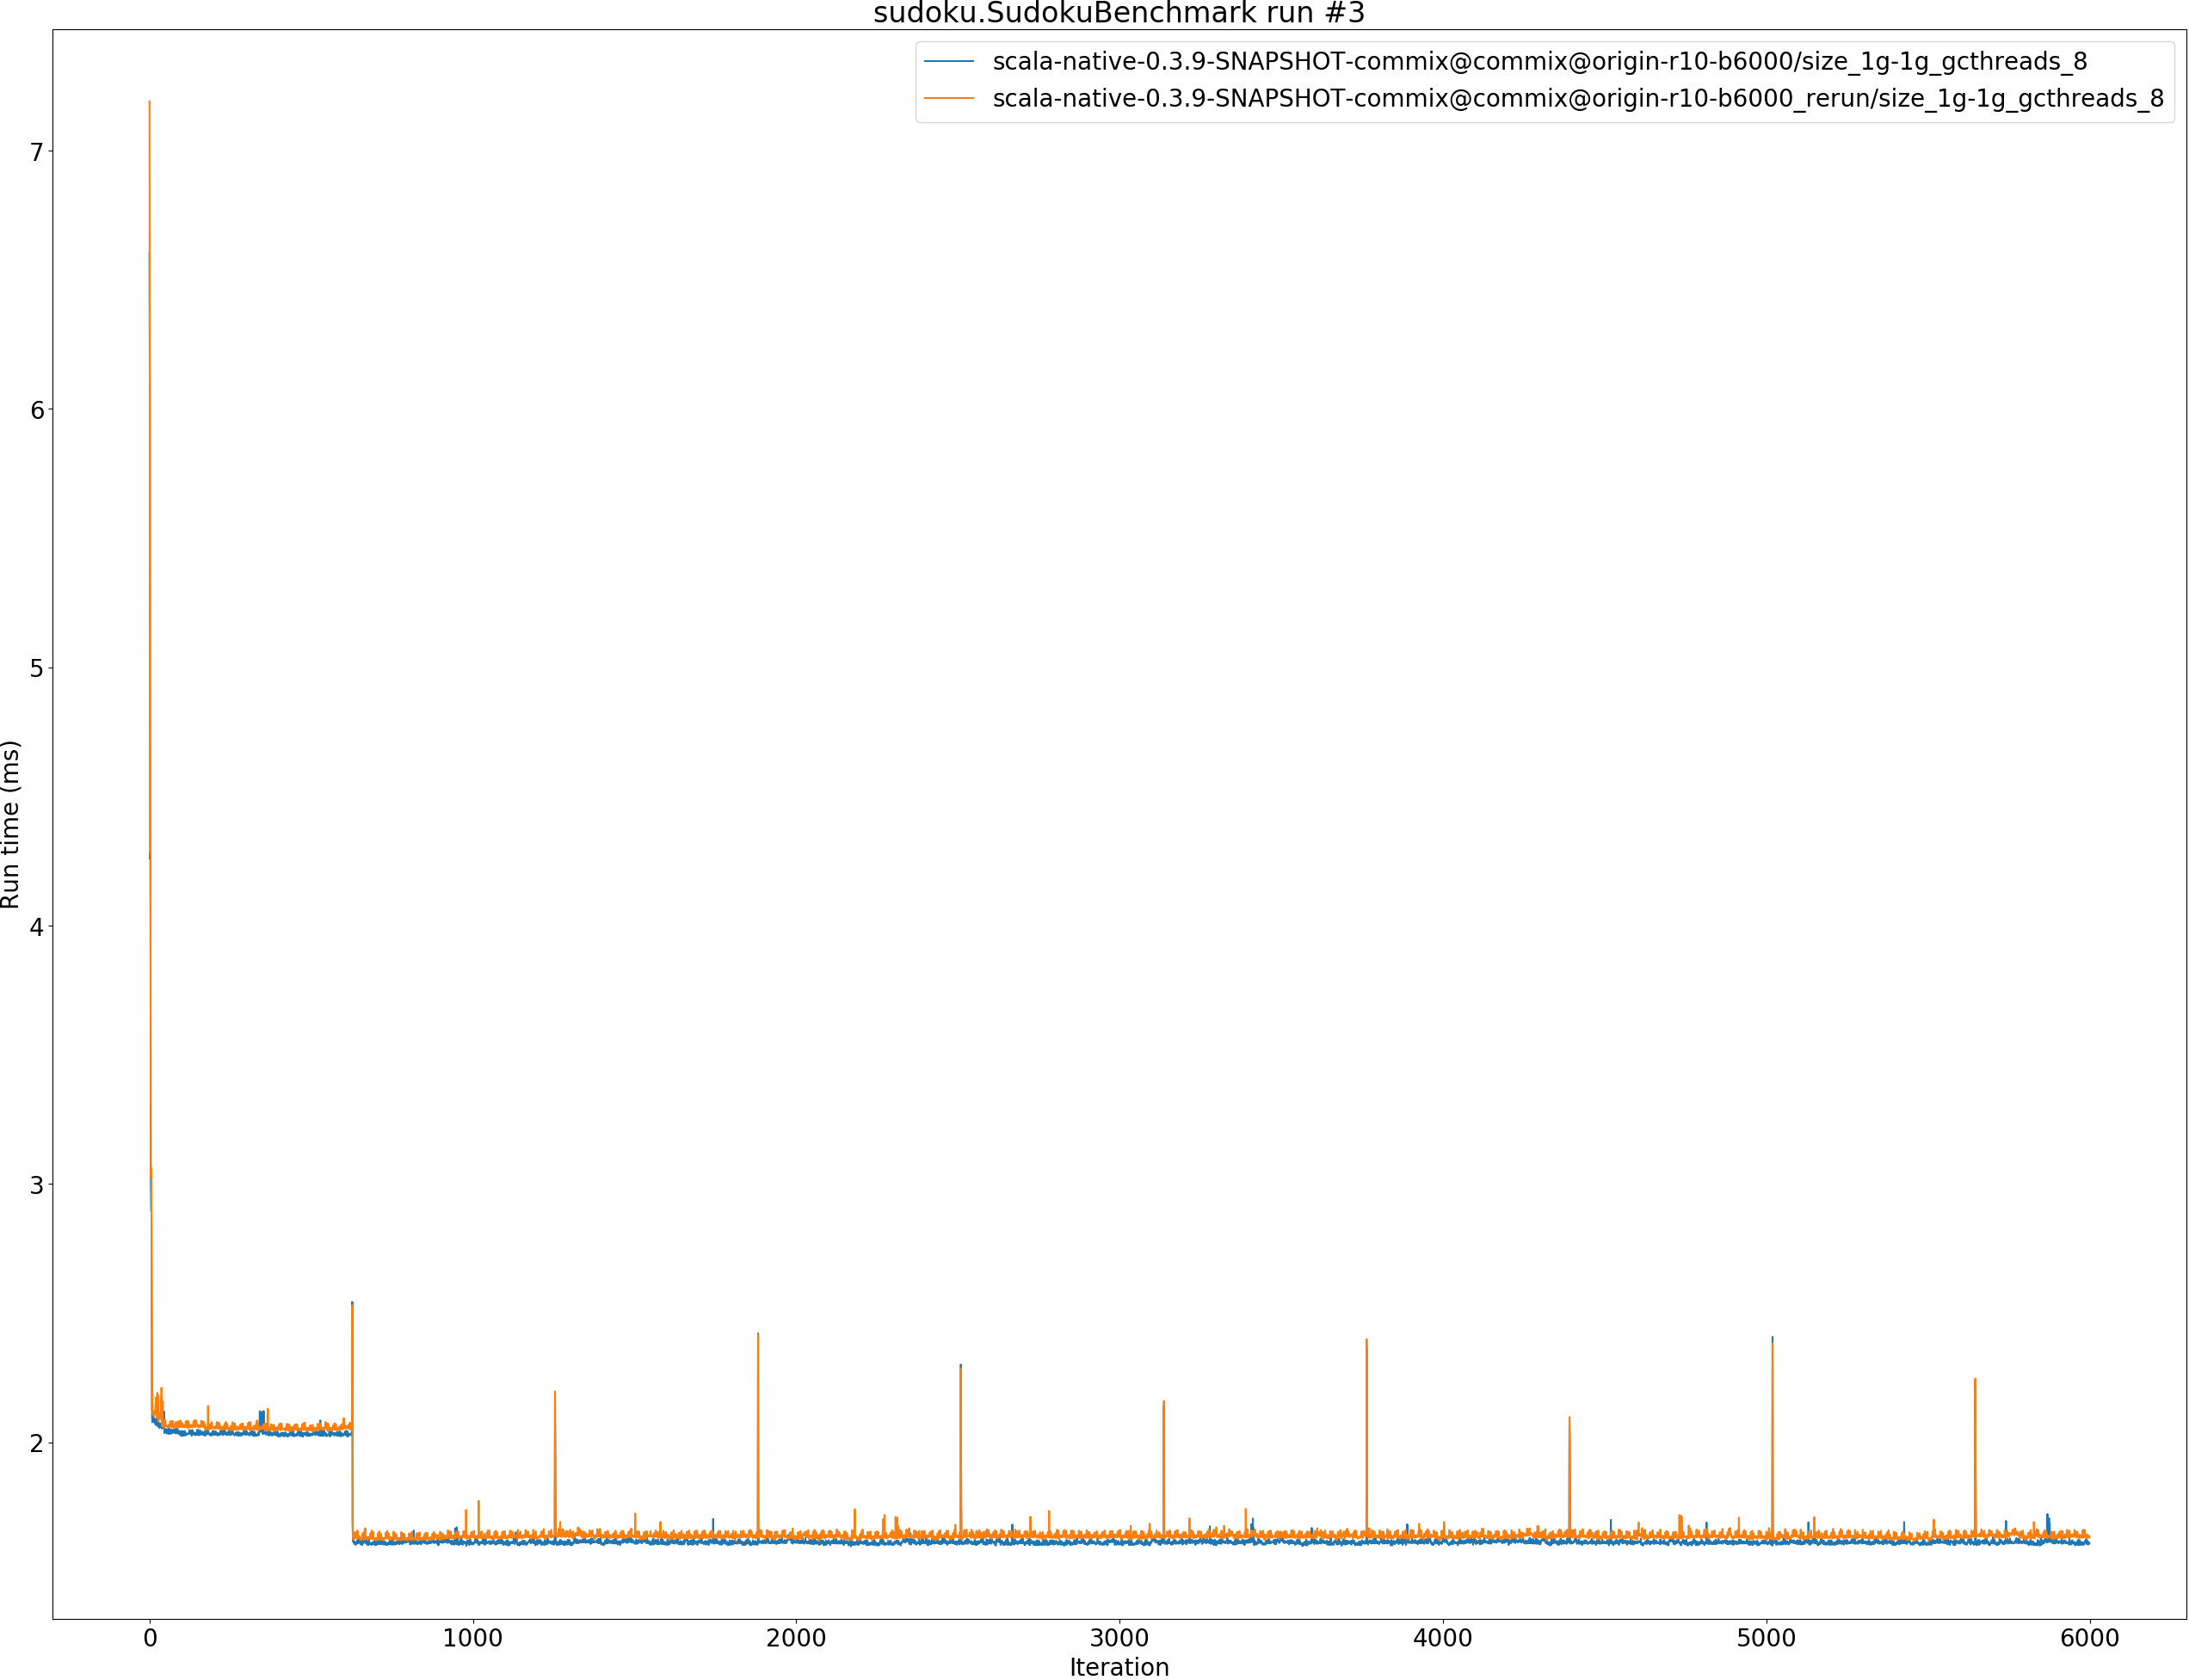 sudoku.SudokuBenchmark run #3
scala-native-0.3.9-SNAPSHOT-commix@commix@origin-r10-b6000/size_1g-1g_gcthreads_8
scala-native-0.3.9-SNAPSHOT-commix@commix@origin-r10-b6000_rerun/size_1g-1g_gcthreads_8
7
6
5
4
3
2
Run time (ms)
0 1000 2000 3000 4000 5000 6000
Iteration